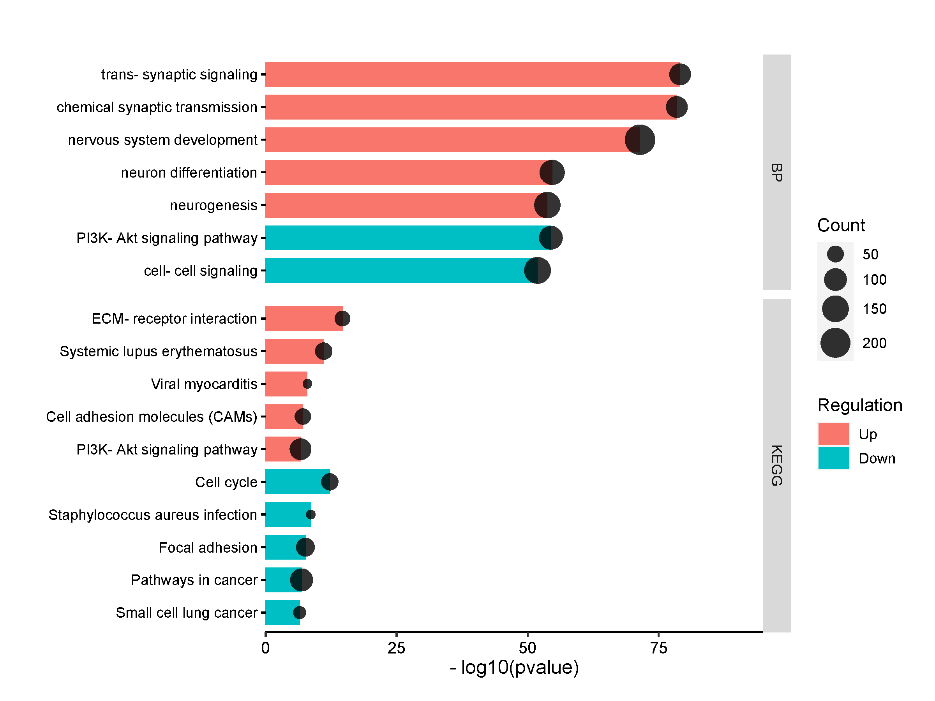 trans- synaptic signaling
chemical synaptic transmission
nervous system development
neuron differentiation
neurogenesis
PI3K- Akt signaling pathway
cell- cell signaling
BP
ECM- receptor interaction
Systemic lupus erythematosus
Viral myocarditis
Cell adhesion molecules (CAMs)
PI3K- Akt signaling pathway
Cell cycle
Staphylococcus aureus infection
Focal adhesion
Pathways in cancer
Small cell lung cancer
KEGG
0 25 50 75
- log10(pvalue)
Count
50
100
150
200
Regulation
Up
Down